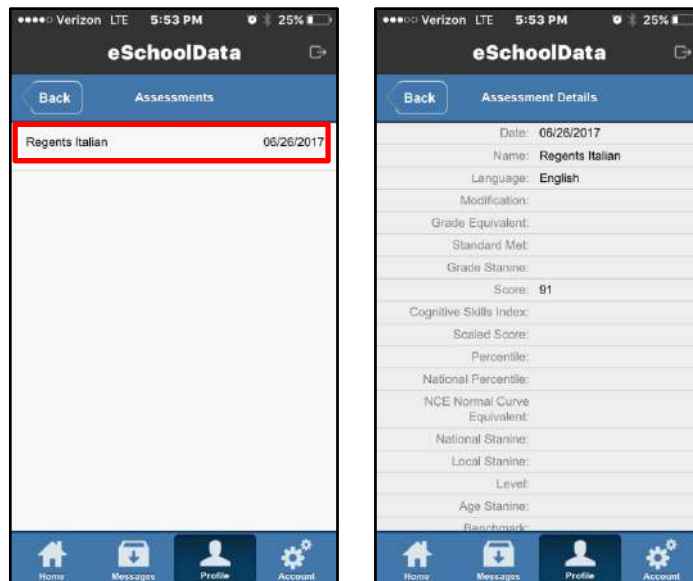 Verizon LTE 5:53 PM 25%
eSchoolData
Back Assessments
Regents Italian 06/26/2017
Home Messages Profile Account
Verizon LTE 5:53 PM 25%
eSchoolData
Back Assessment Details
Date: 06/26/2017
Name: Regents Italian
Language: English
Modification:
Grade Equivalent:
Standard Met:
Grade Stanine:
Score: 91
Cognitive Skills Index:
Scaled Score:
Percentile:
National Percentile:
NCE Normal Curve
Equivalent:
National Stanine:
Local Stanine:
Level:
Age Stanine:
Benchmark:
Home Messages Profile Account